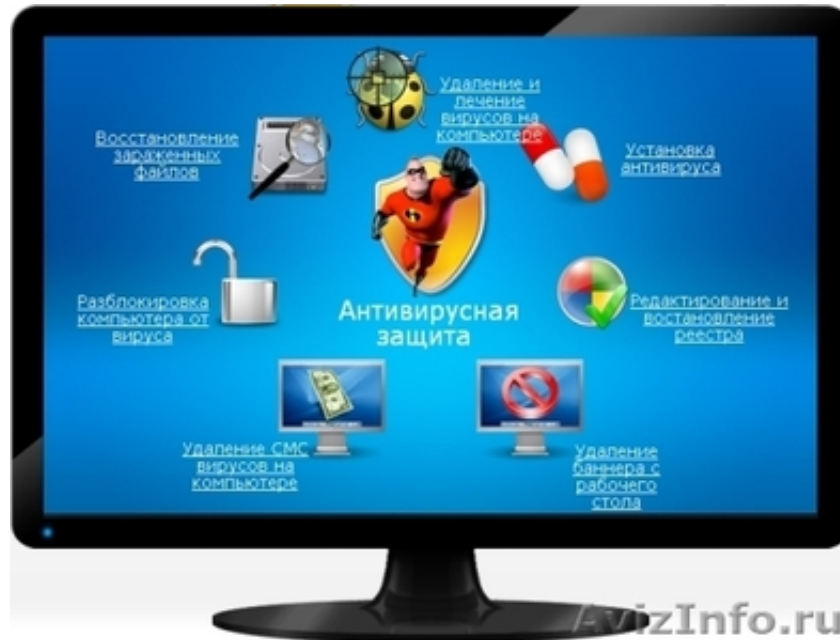 Удаление и
лечение
вирусов на
компьютере
Восстановление
зараженных
файлов
Установка
антивируса
Разблокировка
компьютера от
вируса
Антивирусная
защита
Редактирование и
востановление
реестра
Удаление СМС
вирусов на
компьютере
Удаление
баннера с
рабочего
стола
AvizInfo.ru